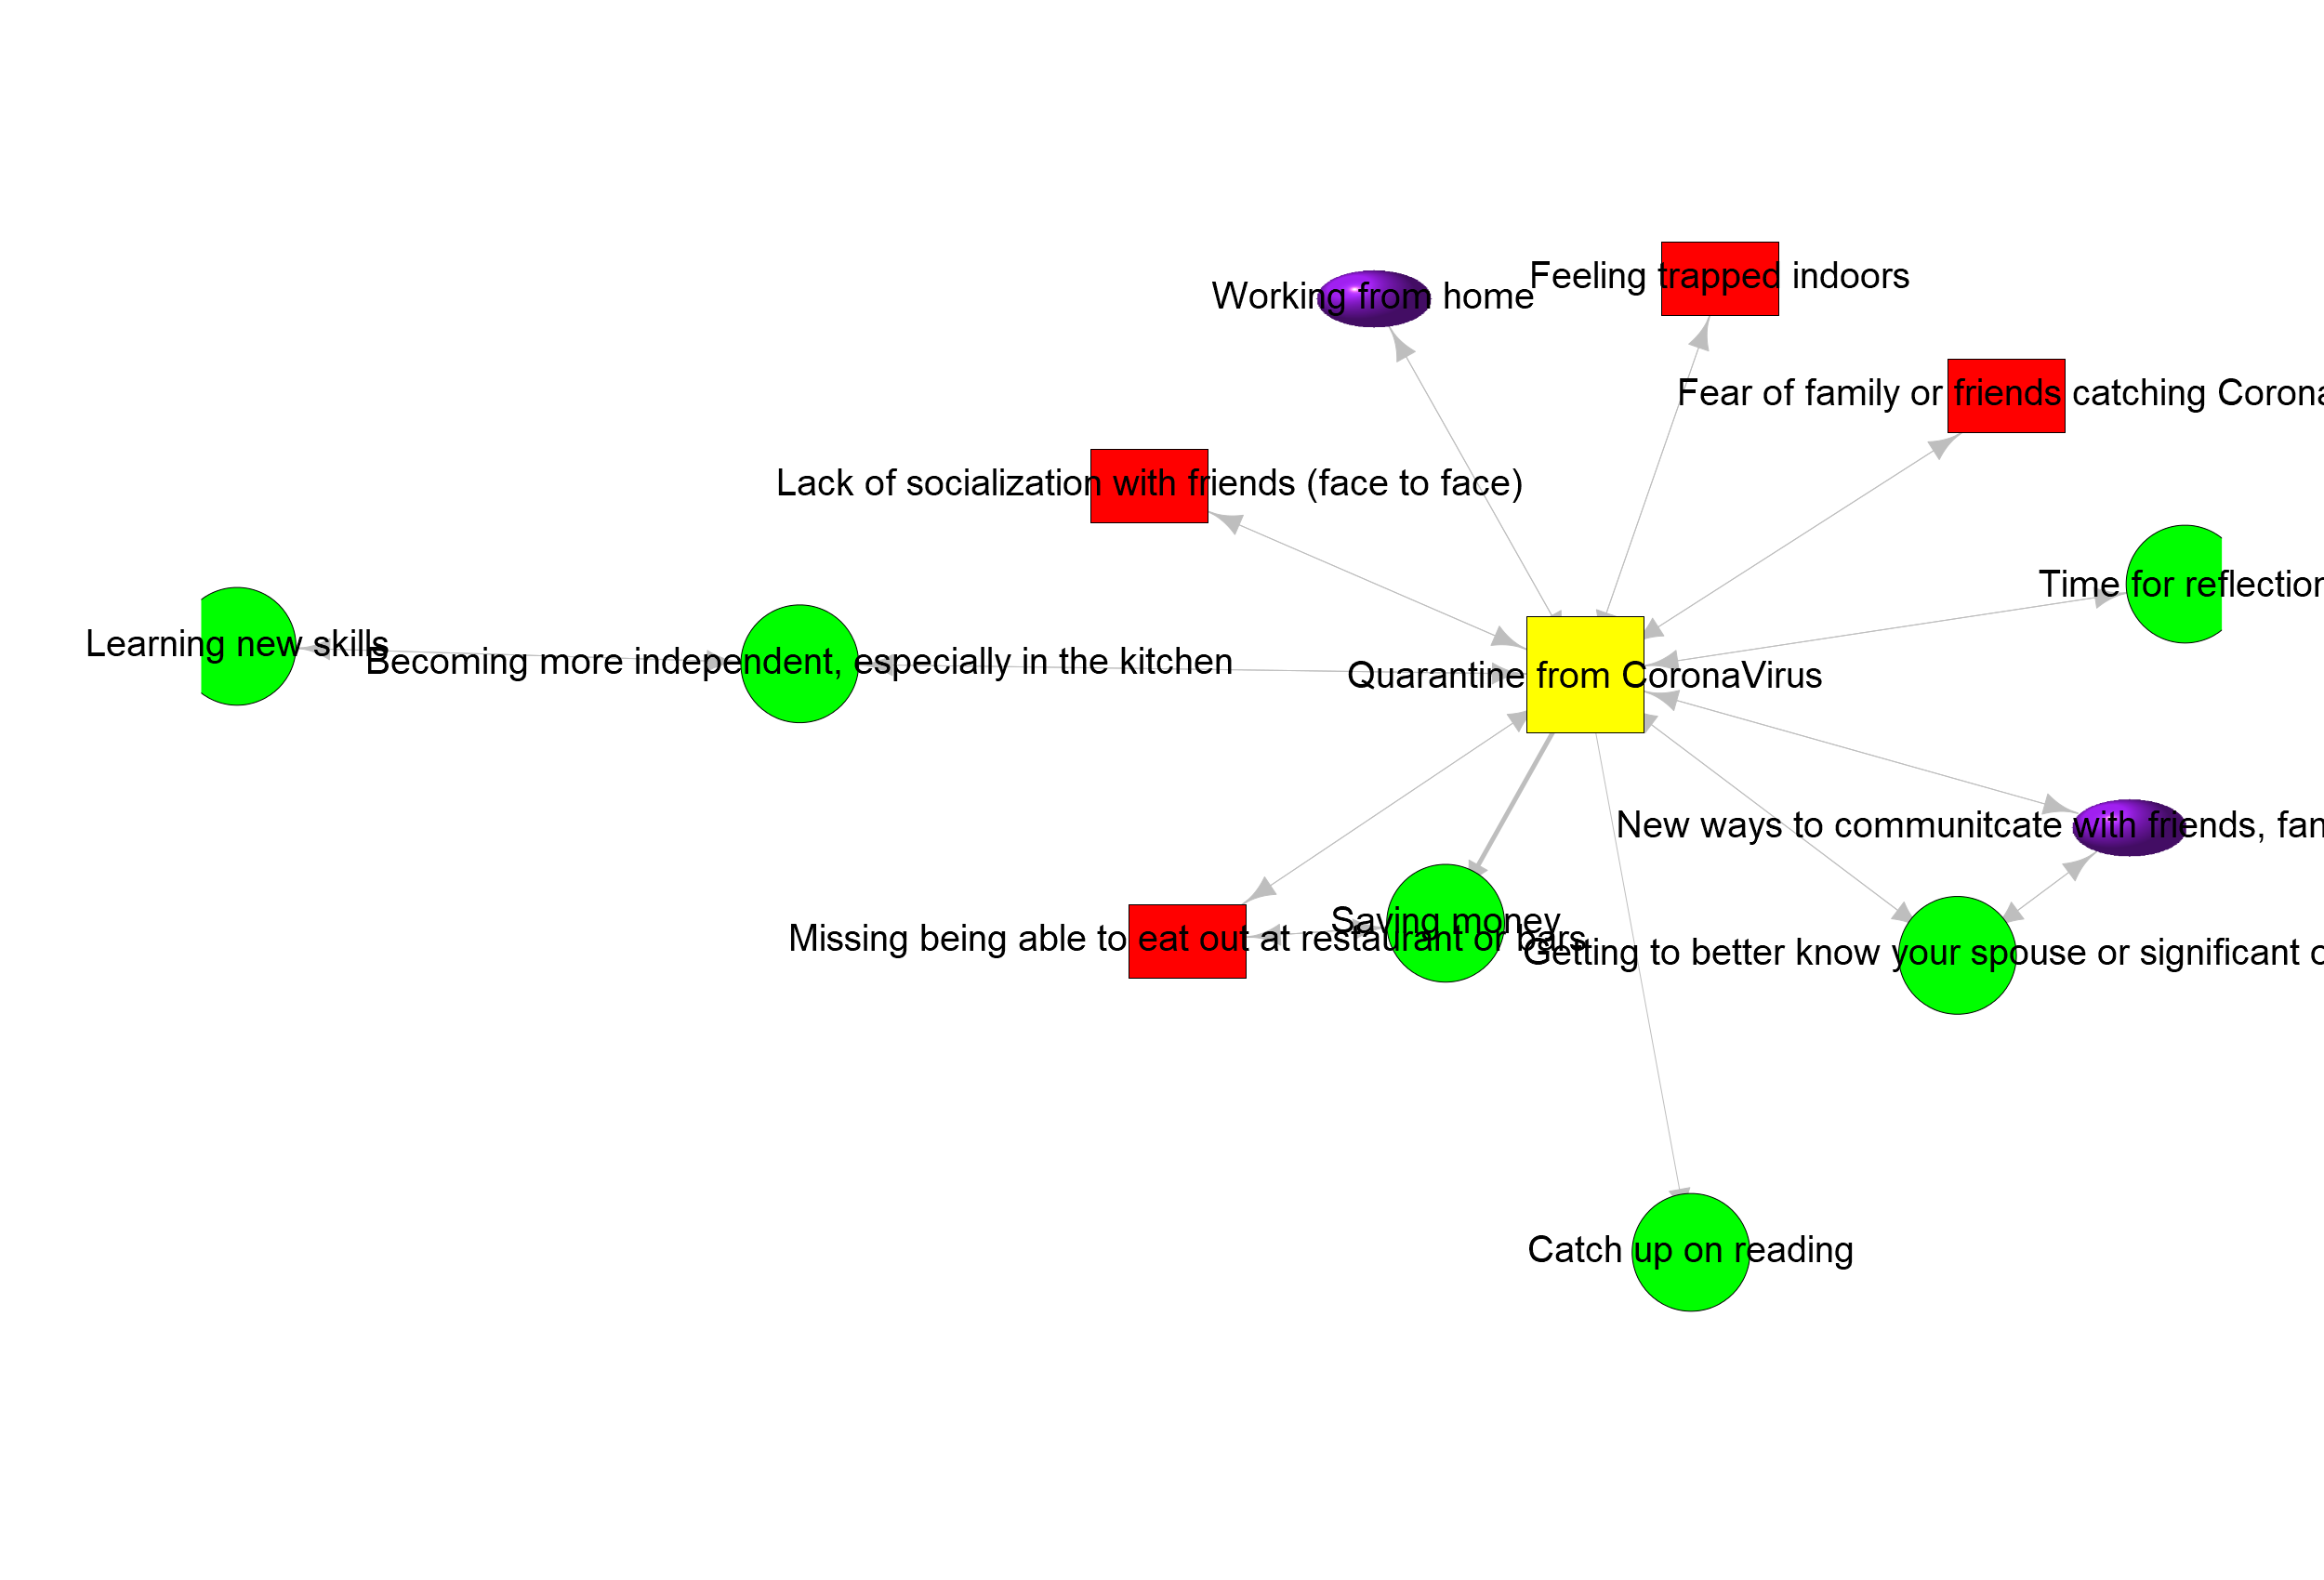 Feeling trapped indoors
Working from home
Fear of family or friends catching Corona
Lack of socialization with friends (face to face)
Time for reflection
Learning new skills
Becoming more independent, especially in the kitchen
Quarantine from CoronaVirus
New ways to communitcate with friends,
Saving money
Missing being able to eat out at restaurant or bars
Getting to better know your spouse or significant
Catch up on reading